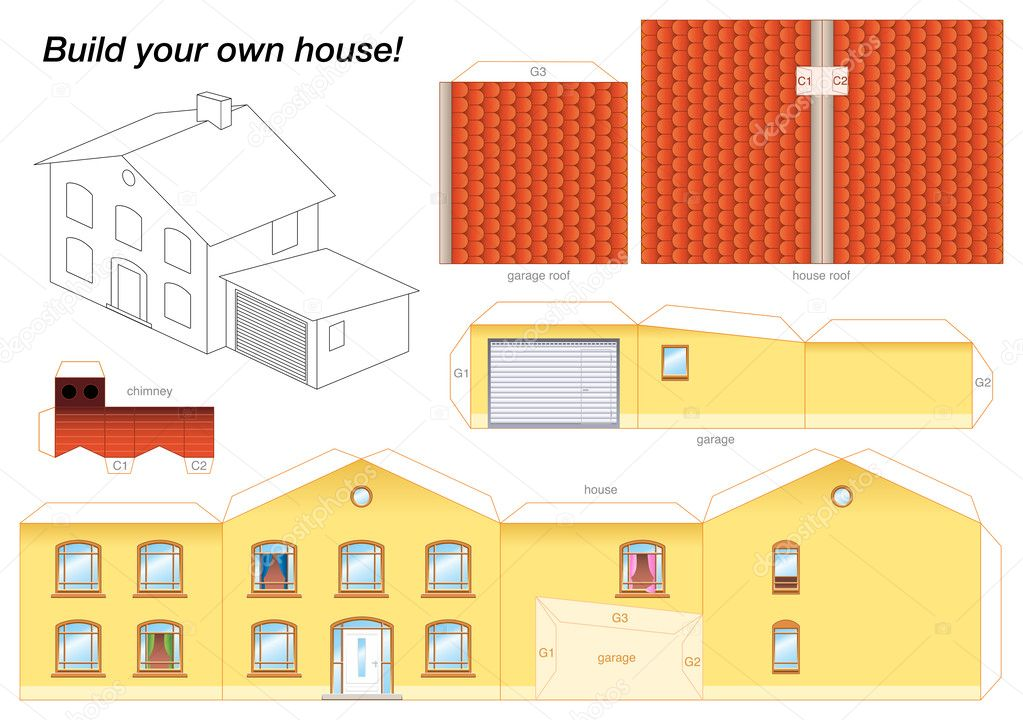 Build your own house!
G3
C1 C2
garage roof
house roof
G1
G2
chimney
C1
C2
garage
house
G3
G1
garage
G2
depositphotos